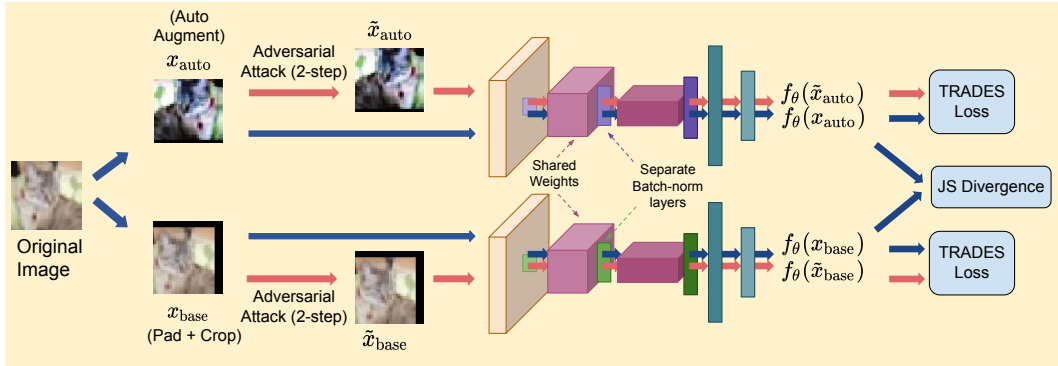 (Auto
Augment)
x_auto
Adversarial
Attack (2-step)
x̃_auto
f_θ(x̃_auto)
f_θ(x_auto)
TRADES
Loss
Shared
Weights
Separate
Batch-norm
layers
JS Divergence
Original
Image
f_θ(x_base)
f_θ(x̃_base)
TRADES
Loss
x_base
(Pad + Crop)
Adversarial
Attack (2-step)
x̃_base